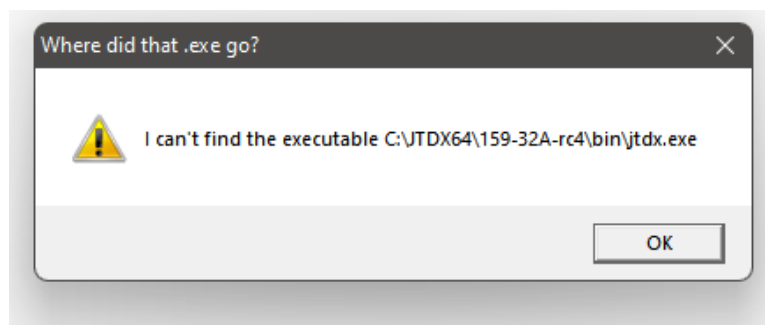 Where did that .exe go?
I can't find the executable C:\JTDX64\159-32A-rc4\bin\jtdx.exe
OK